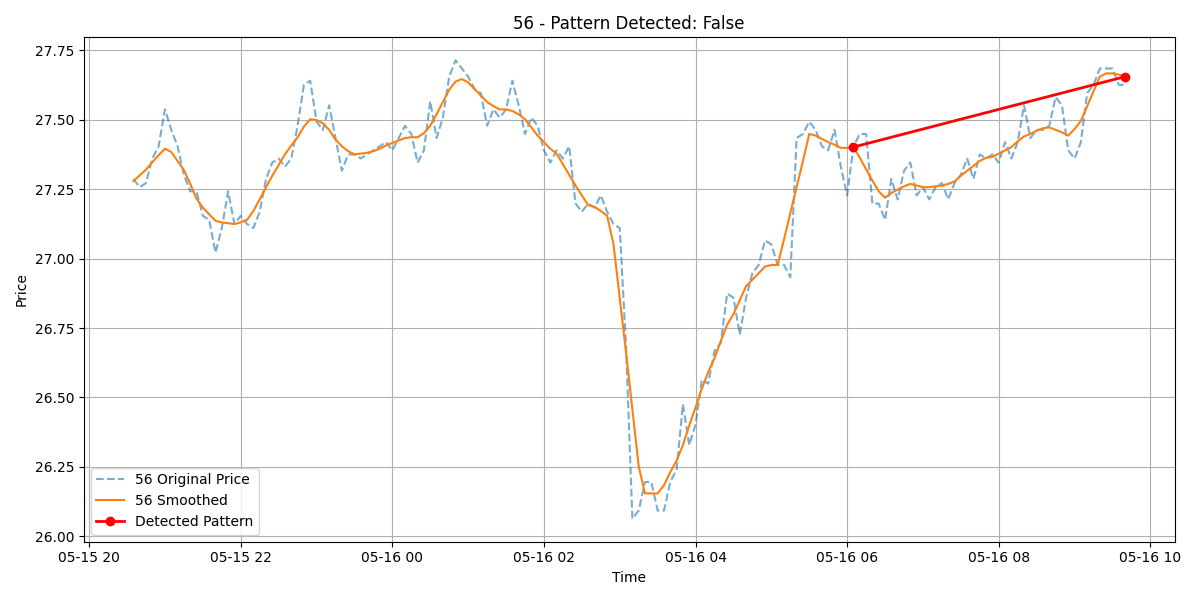 56 - Pattern Detected: False
27.75
27.50
27.25
27.00
26.75
26.50
26.25
26.00
Price
56 Original Price
56 Smoothed
Detected Pattern
05-15 20
05-15 22
05-16 00
05-16 02
05-16 04
05-16 06
05-16 08
05-16 10
Time